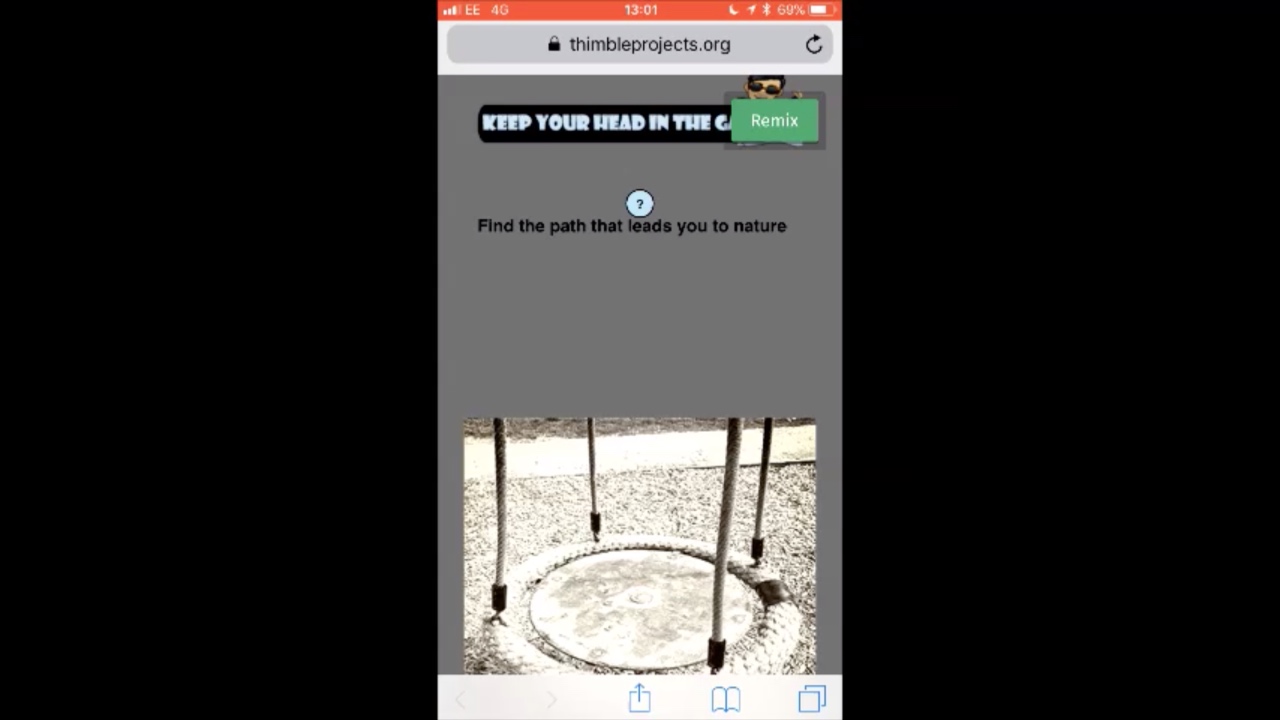 EE 4G 13:01 69%
thimbleprojects.org
KEEP YOUR HEAD IN THE
Remix
?
Find the path that leads you to nature